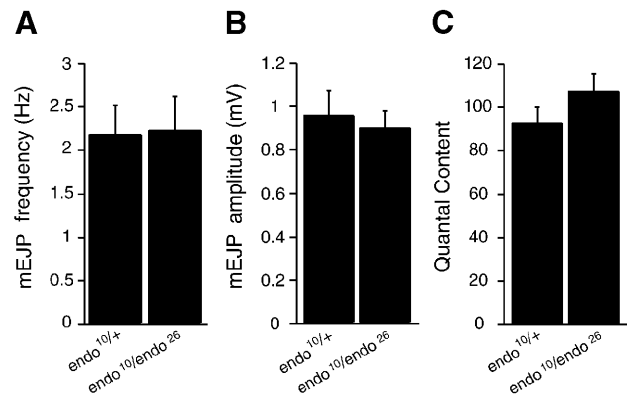 A
B
C
mEJP frequency (Hz)
3
2.5
2
1.5
1
0.5
0
endo 10/+
endo 10/endo 26
mEJP amplitude (mV)
1.2
1
0.8
0.6
0.4
0.2
0
endo 10/+
endo 10/endo 26
Quantal Content
120
100
80
60
40
20
0
endo 10/+
endo 10/endo 26